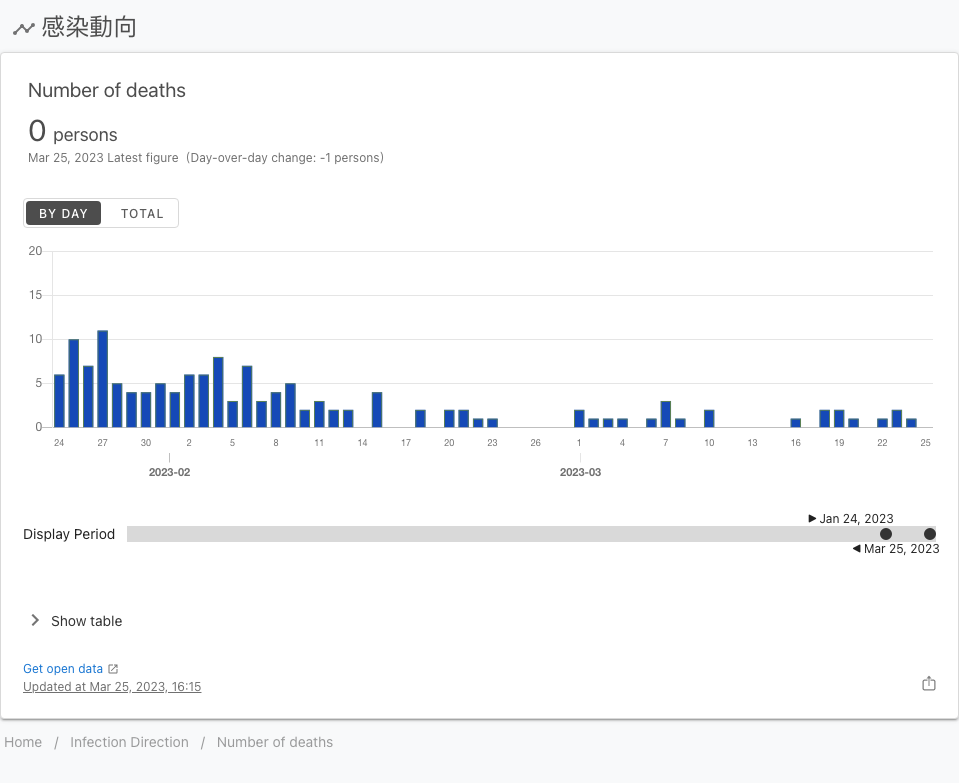 感染動向
Number of deaths
0 persons
Mar 25, 2023 Latest figure (Day-over-day change: -1 persons)
BY DAY TOTAL
20
15
10
5
0
24 27 30 2 5 8 11 14 17 20 23 26 1 4 7 10 13 16 19 22 25
2023-02 2023-03
Jan 24, 2023
Display Period
Mar 25, 2023
Show table
Get open data
Updated at Mar 25, 2023, 16:15
Home / Infection Direction / Number of deaths